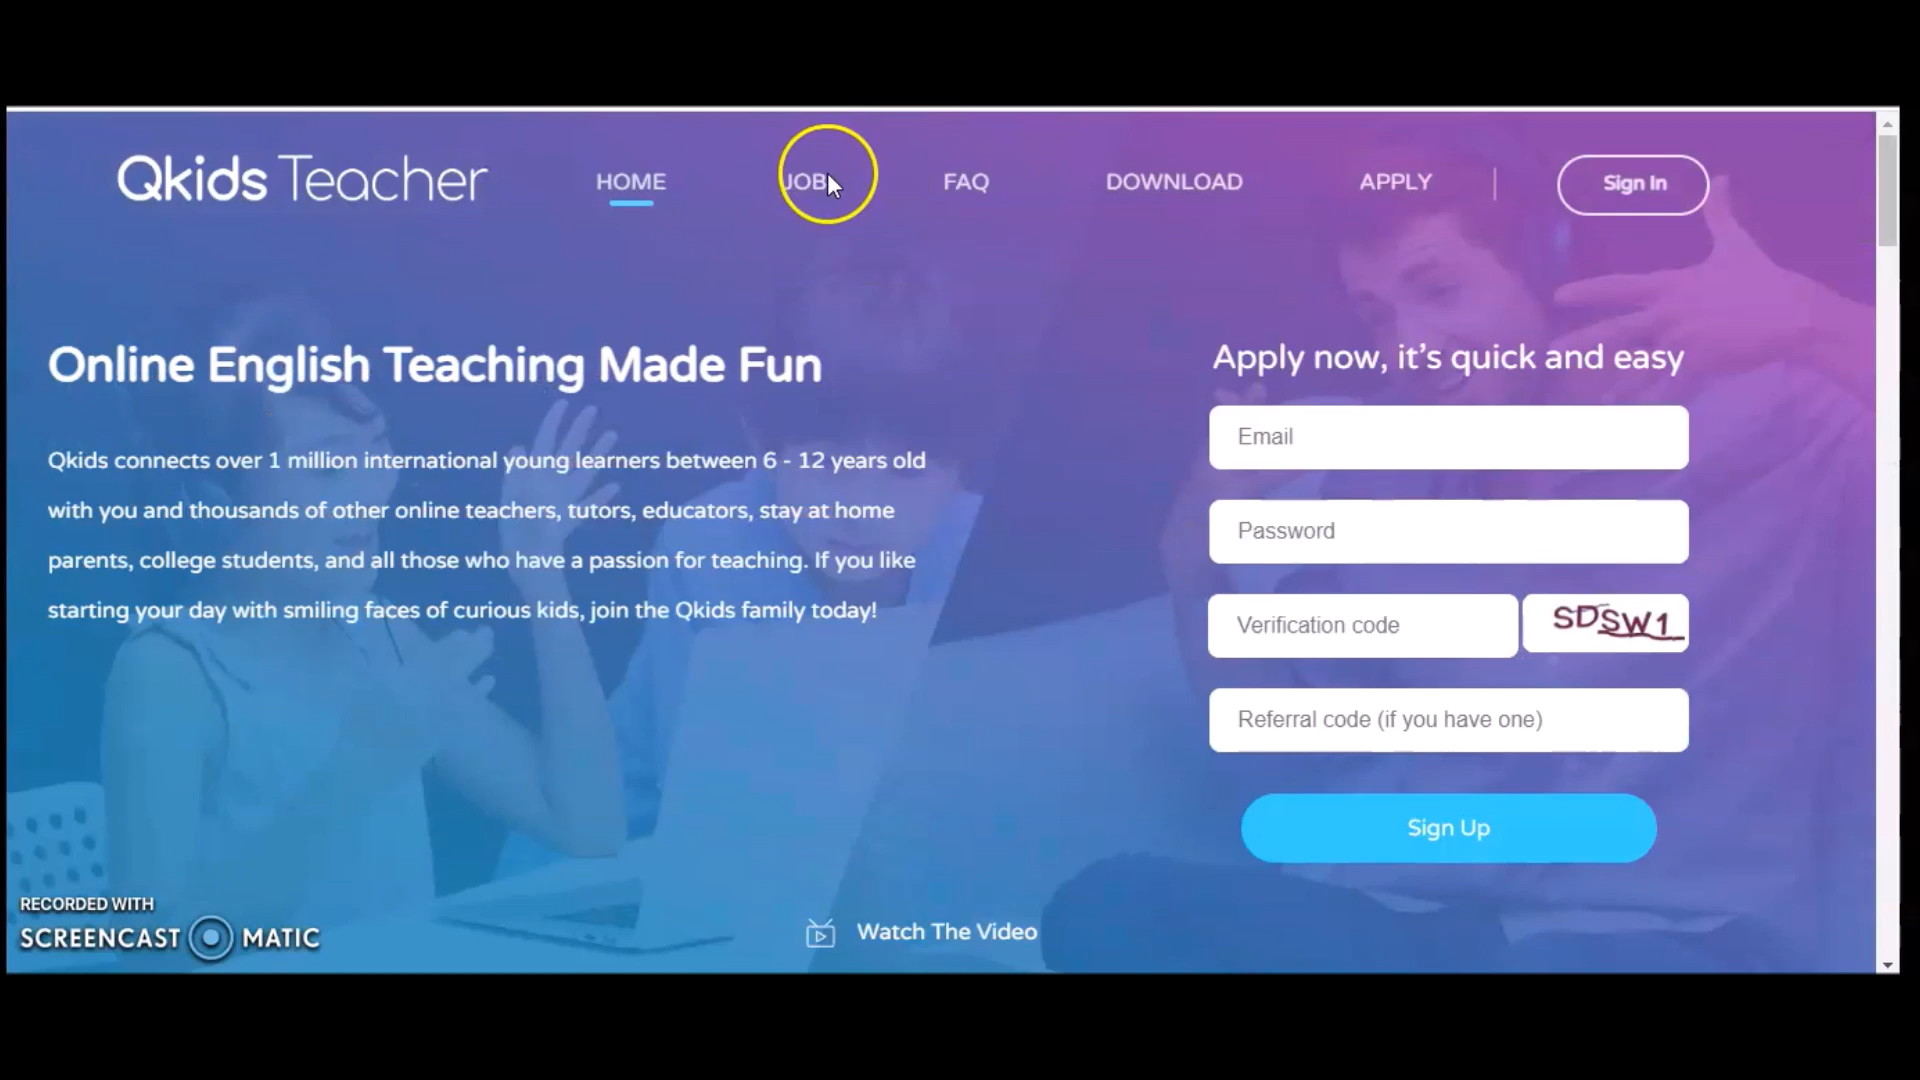 Qkids Teacher
HOME
JOB
FAQ
DOWNLOAD
APPLY
Sign In
Online English Teaching Made Fun
Qkids connects over 1 million international young learners between 6 - 12 years old
with you and thousands of other online teachers, tutors, educators, stay at home
parents, college students, and all those who have a passion for teaching. If you like
starting your day with smiling faces of curious kids, join the Qkids family today!
Apply now, it's quick and easy
Email
Password
Verification code
SDSW1
Referral code (if you have one)
Sign Up
Watch The Video
RECORDED WITH
SCREENCAST MATIC